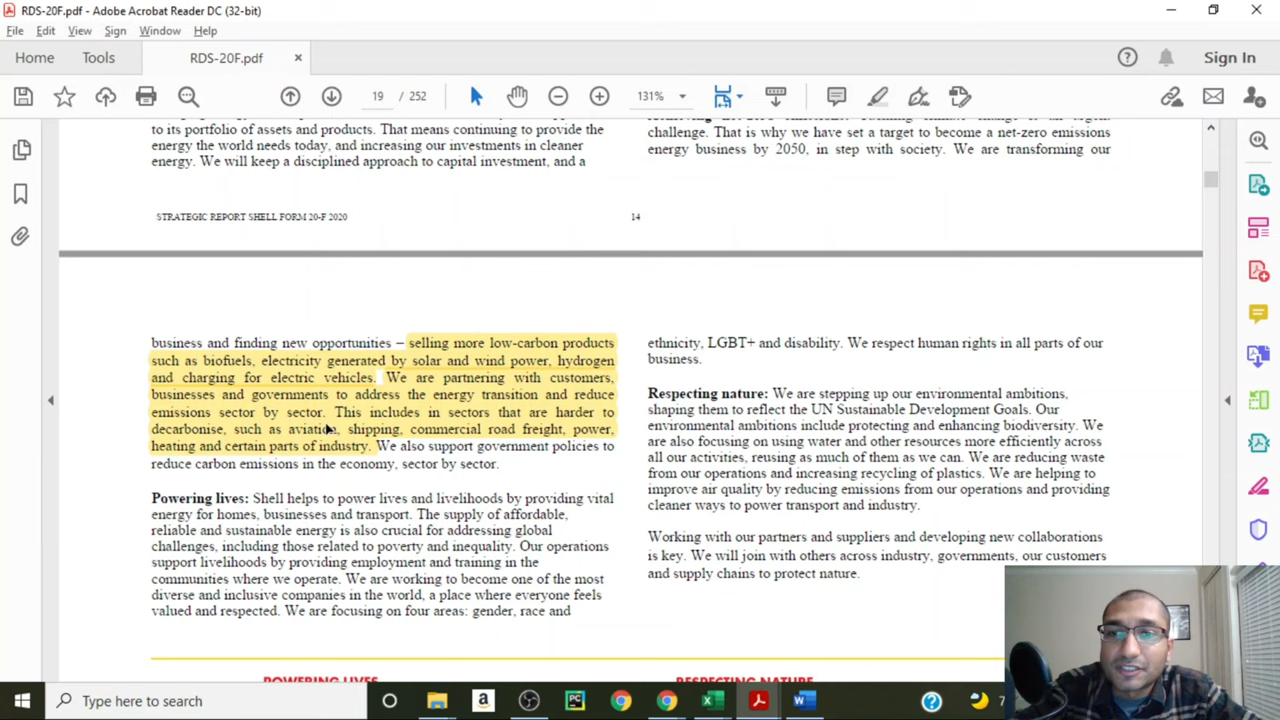 RDS-20F.pdf - Adobe Acrobat Reader DC (32-bit)
File Edit View Sign Window Help
Home Tools RDS-20F.pdf Sign In
19 / 252 131%
to its portfolio of assets and products. That means continuing to provide the
energy the world needs today, and increasing our investments in cleaner
energy. We will keep a disciplined approach to capital investment, and a
challenge. That is why we have set a target to become a net-zero emissions
energy business by 2050, in step with society. We are transforming our
STRATEGIC REPORT SHELL FORM 20-F 2020 14
business and finding new opportunities – selling more low-carbon products
such as biofuels, electricity generated by solar and wind power, hydrogen
and charging for electric vehicles. We are partnering with customers,
businesses and governments to address the energy transition and reduce
emissions sector by sector. This includes in sectors that are harder to
decarbonise, such as aviation, shipping, commercial road freight, power,
heating and certain parts of industry. We also support government policies to
reduce carbon emissions in the economy, sector by sector.
Powering lives: Shell helps to power lives and livelihoods by providing vital
energy for homes, businesses and transport. The supply of affordable,
reliable and sustainable energy is also crucial for addressing global
challenges, including those related to poverty and inequality. Our operations
support livelihoods by providing employment and training in the
communities where we operate. We are working to become one of the most
diverse and inclusive companies in the world, a place where everyone feels
valued and respected. We are focusing on four areas: gender, race and
ethnicity, LGBT+ and disability. We respect human rights in all parts of our
business.
Respecting nature: We are stepping up our environmental ambitions,
shaping them to reflect the UN Sustainable Development Goals. Our
environmental ambitions include protecting and enhancing biodiversity. We
are also focusing on using water and other resources more efficiently across
all our activities, reusing as much of them as we can. We are reducing waste
from our operations and increasing recycling of plastics. We are helping to
improve air quality by reducing emissions from our operations and providing
cleaner ways to power transport and industry.
Working with our partners and suppliers and developing new collaborations
is key. We will join with others across industry, governments, our customers
and supply chains to protect nature.
POWERING LIVES RESPECTING NATURE
Type here to search